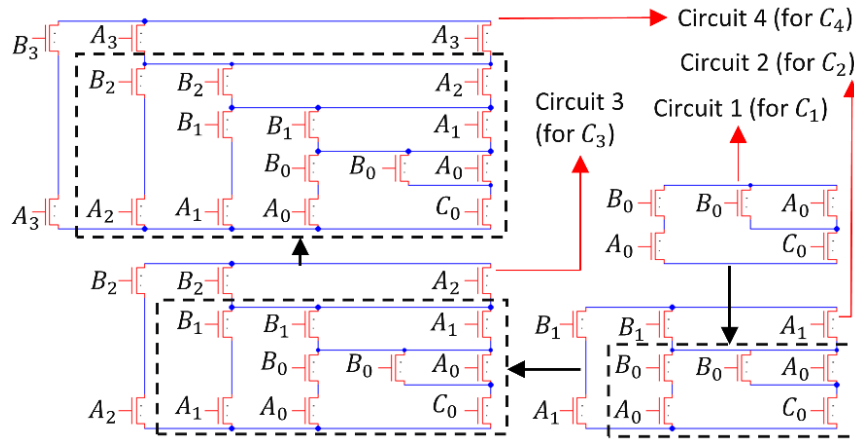 Circuit 4 (for C₄)
B₃ A₃ A₃
Circuit 2 (for C₂)
B₂ B₂ A₂
Circuit 3
(for C₃)
Circuit 1 (for C₁)
B₁ B₁ A₁
B₀ B₀ A₀
A₃ A₂ A₁ A₀ C₀
B₀ B₀ A₀
A₀ C₀
B₂ B₂ A₂
B₁ B₁ A₁
B₀ B₀ A₀
A₂ A₁ A₀ C₀
B₁ B₁ A₁
B₀ B₀ A₀
A₁ A₀ C₀